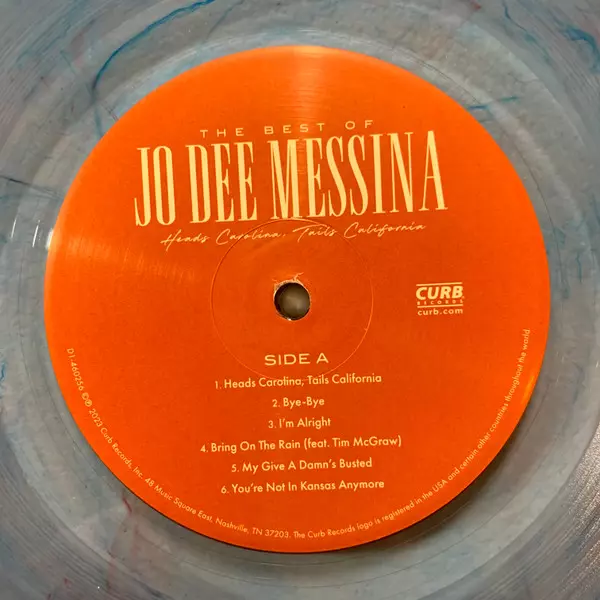 THE BEST OF
JO DEE MESSINA
Heads Carolina, Tails California
CURB
RECORDS
curb.com
SIDE A
1. Heads Carolina, Tails California
2. Bye-Bye
3. I'm Alright
4. Bring On The Rain (feat. Tim McGraw)
5. My Give A Damn's Busted
6. You're Not In Kansas Anymore
D1-460256 ©℗ 2023 Curb Records, Inc. 48 Music Square East, Nashville, TN 37203. The Curb Records logo is registered in the USA and certain other countries throughout the world.